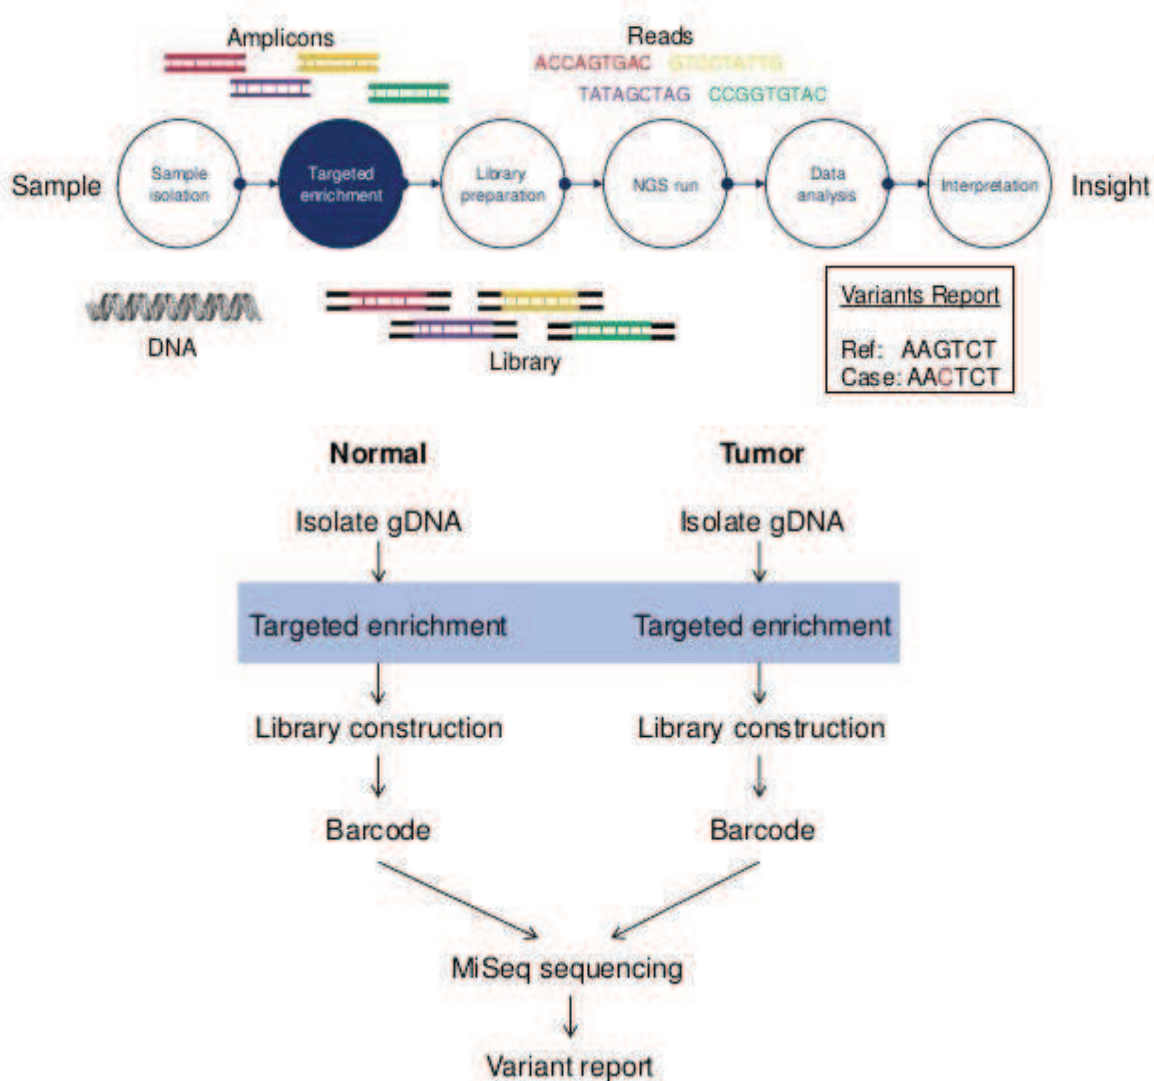 Amplicons
Reads
ACCAGTGAC GTCCTATTG
TATAGCTAG CCGGTGTAC
Sample
Sample
isolation
Targeted
enrichment
Library
preparation
NGS run
Data
analysis
Interpretation
Insight
DNA
Library
Variants Report
Ref: AAGTCT
Case: AACTCT
Normal
Tumor
Isolate gDNA
Isolate gDNA
Targeted enrichment
Targeted enrichment
Library construction
Library construction
Barcode
Barcode
MiSeq sequencing
Variant report